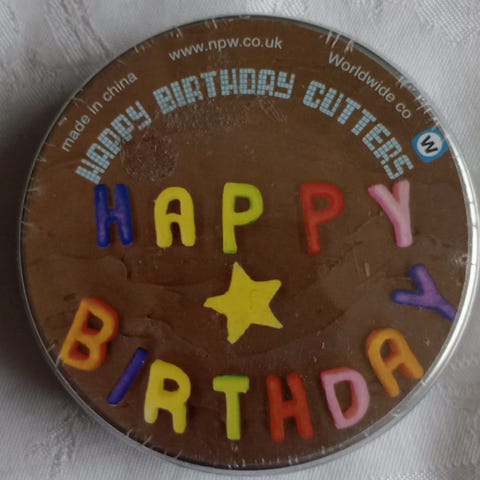 made in china
www.npw.co.uk
Worldwide co
W
HAPPY BIRTHDAY CUTTERS
HAPPY
BIRTHDAY